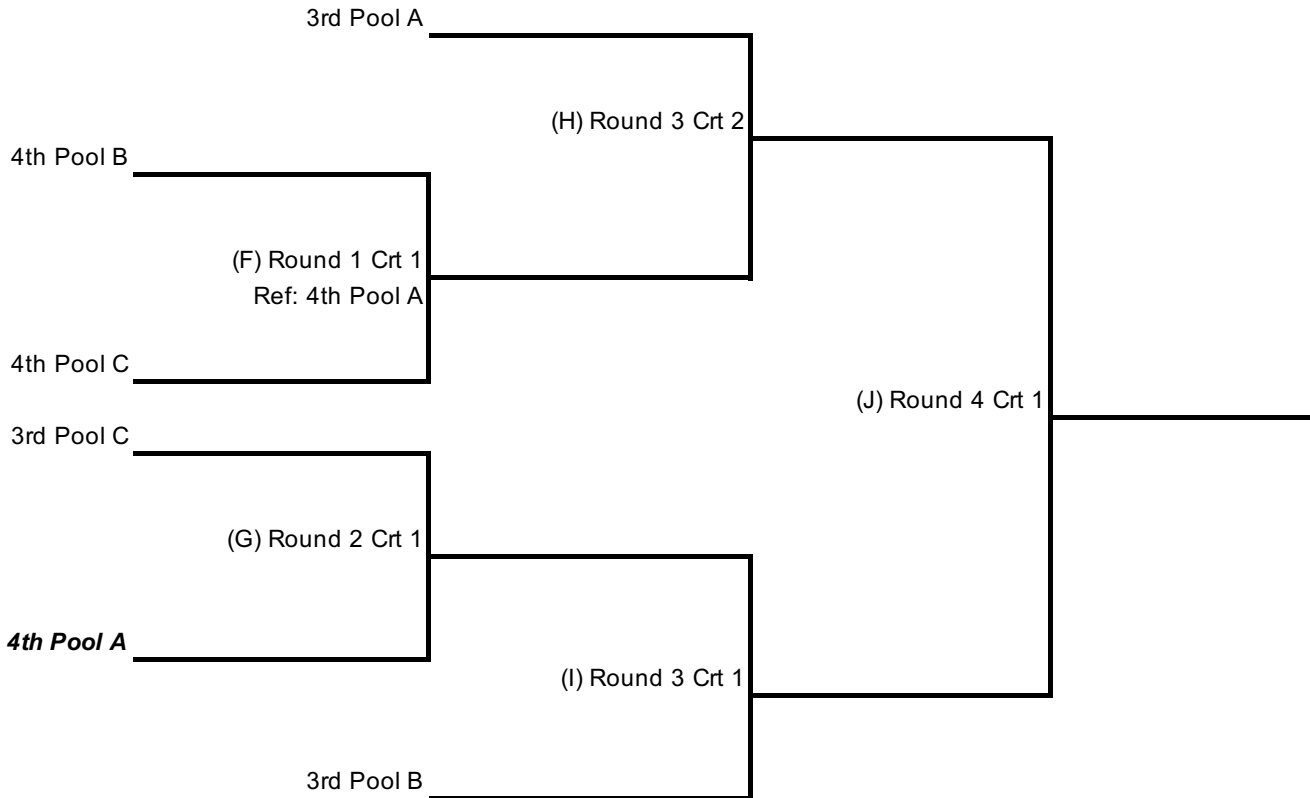 3rd Pool A
(H) Round 3 Crt 2
4th Pool B
(F) Round 1 Crt 1
Ref: 4th Pool A
4th Pool C
(J) Round 4 Crt 1
3rd Pool C
(G) Round 2 Crt 1
4th Pool A
(I) Round 3 Crt 1
3rd Pool B